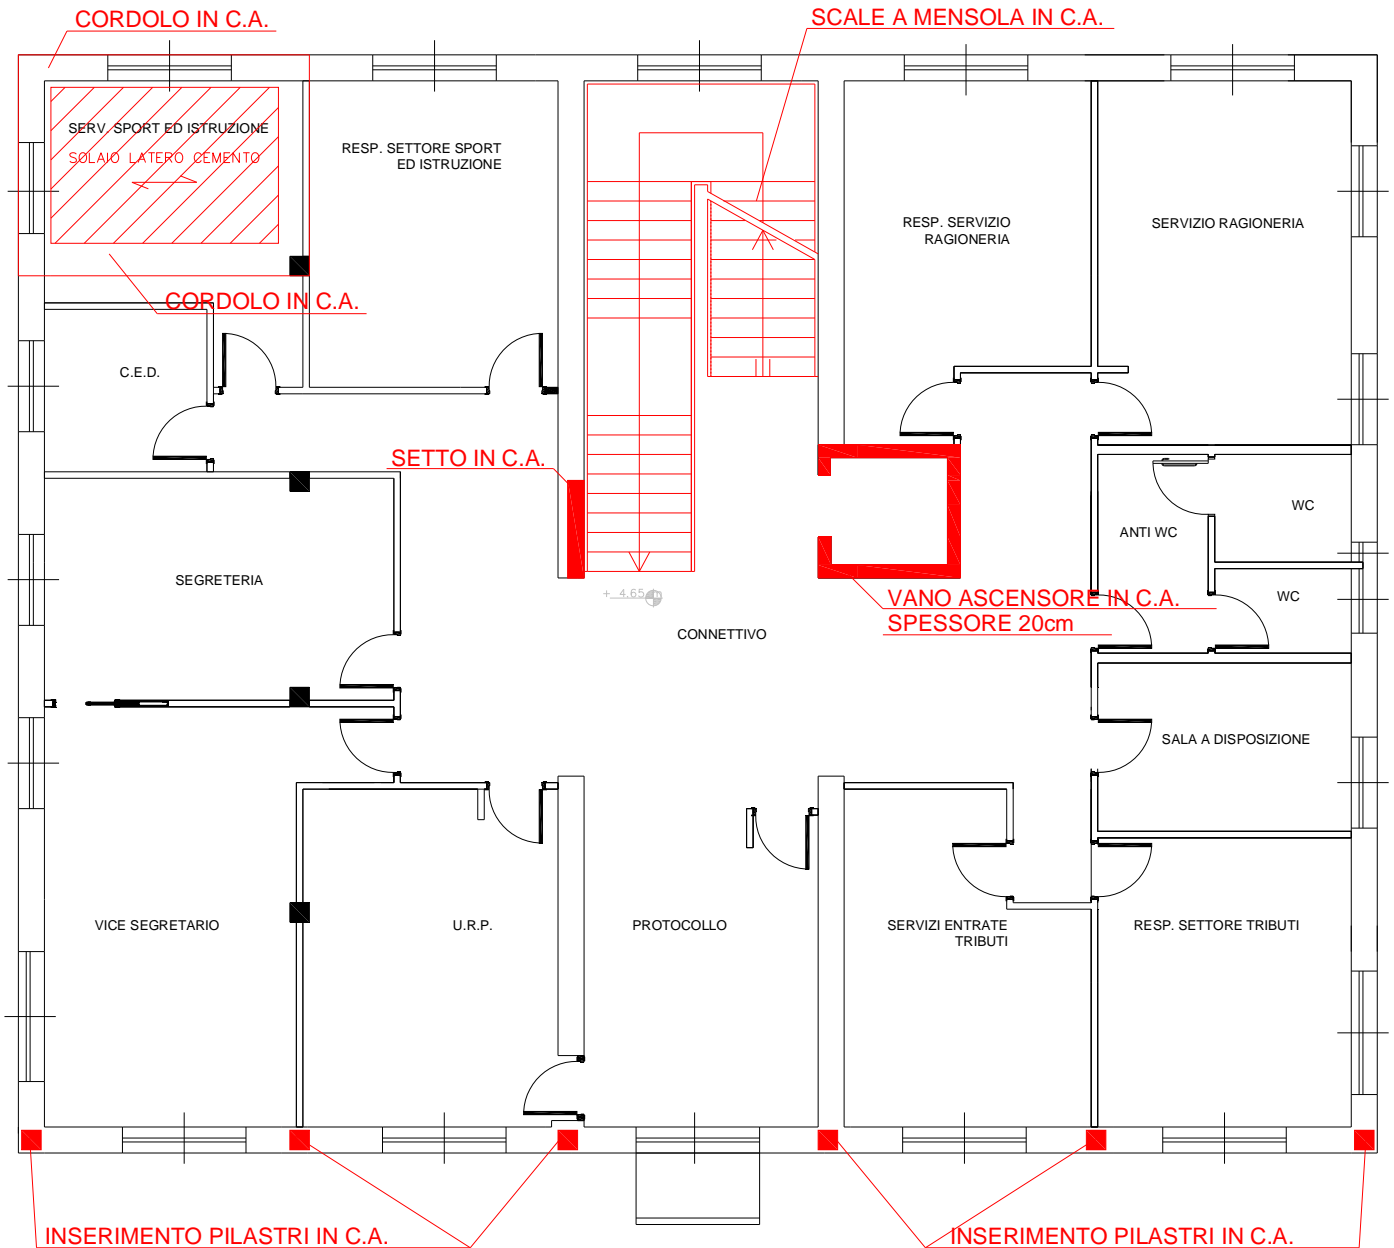 CORDOLO IN C.A.
SCALE A MENSOLA IN C.A.
SERV. SPORT ED ISTRUZIONE
SOLAIO LATERO CEMENTO
RESP. SETTORE SPORT
ED ISTRUZIONE
RESP. SERVIZIO
RAGIONERIA
SERVIZIO RAGIONERIA
CORDOLO IN C.A.
C.E.D.
SETTO IN C.A.
WC
ANTI WC
SEGRETERIA
+ 4.65
VANO ASCENSORE IN C.A.
SPESSORE 20cm
WC
CONNETTIVO
SALA A DISPOSIZIONE
VICE SEGRETARIO
U.R.P.
PROTOCOLLO
SERVIZI ENTRATE
TRIBUTI
RESP. SETTORE TRIBUTI
INSERIMENTO PILASTRI IN C.A.
INSERIMENTO PILASTRI IN C.A.